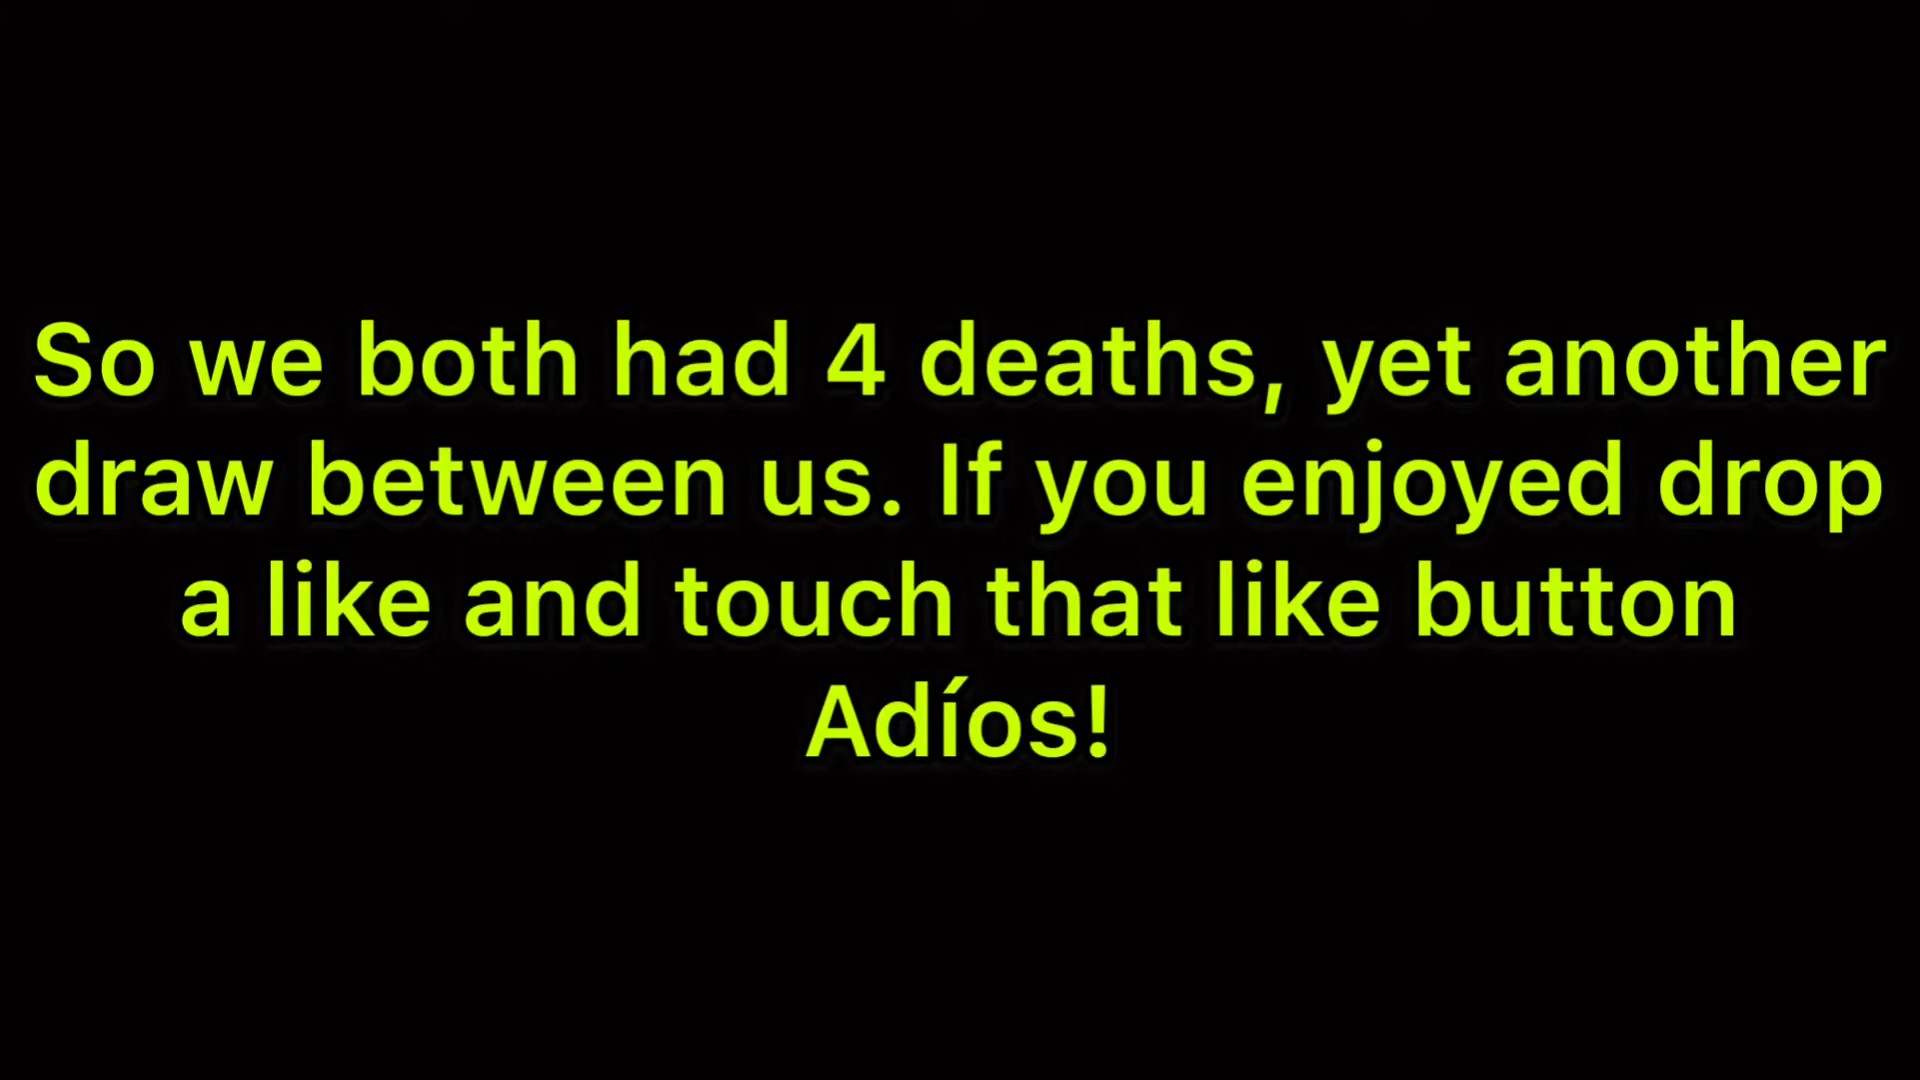 So we both had 4 deaths, yet another
draw between us. If you enjoyed drop
a like and touch that like button
Adíos!